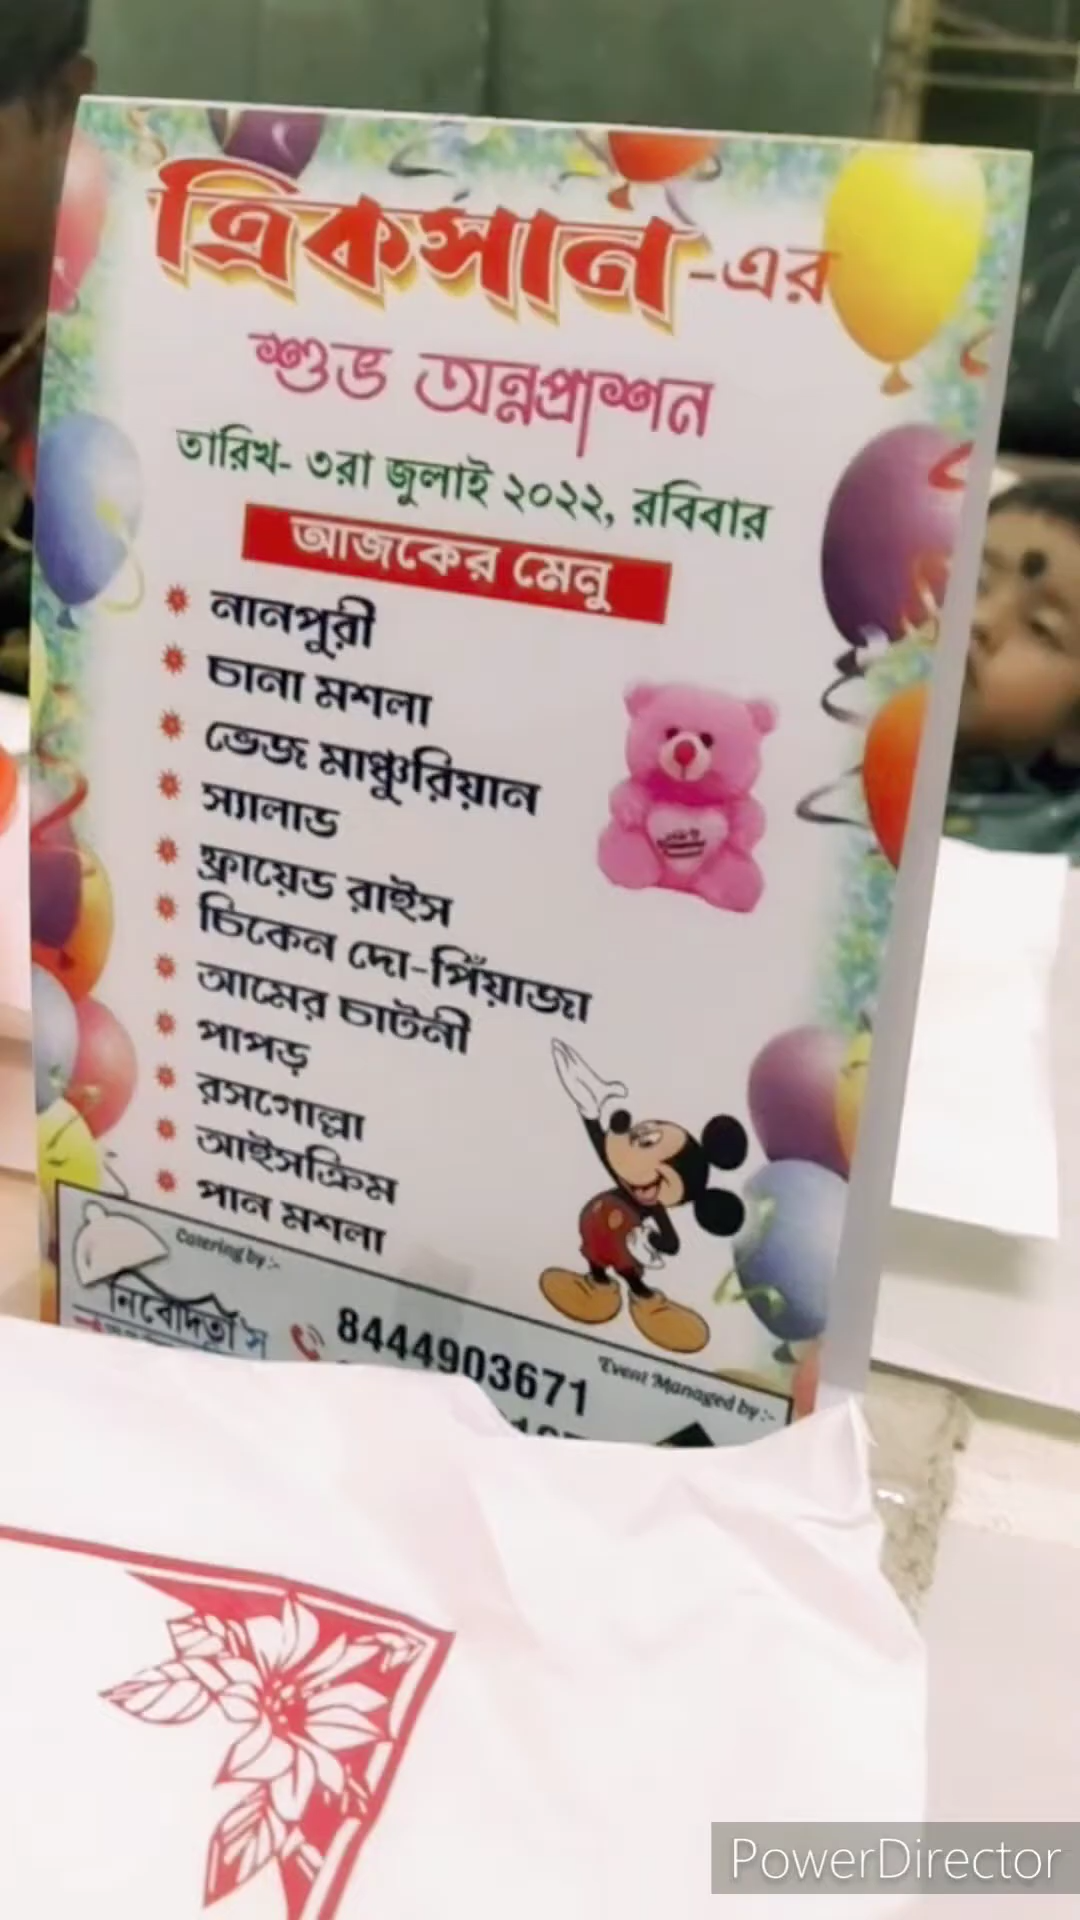 ত্রিকসান -এর
শুভ অন্নপ্রাশন
তারিখ- ৩রা জুলাই ২০২২, রবিবার
আজকের মেনু
নানপুরী
চানা মশলা
ভেজ মাঞ্চুরিয়ান
স্যালাড
ফ্রায়েড রাইস
চিকেন দো-পিঁয়াজা
আমের চাটনী
পাপড়
রসগোল্লা
আইসক্রিম
পান মশলা
Catering by :-
নিবেদিতা'স
8444903671
Event Managed by :-
PowerDirector